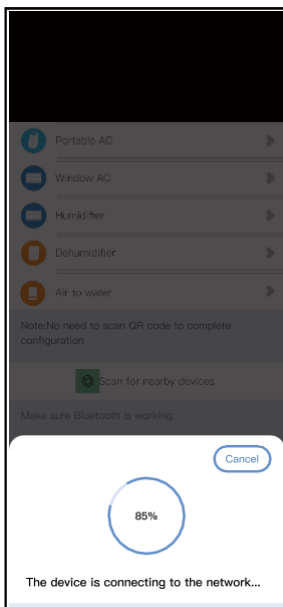 Portable AC
Window AC
Humidifier
Dehumidifier
Air to water
Note:No need to scan QR code to complete
configuration
Scan for nearby devices
Make sure Bluetooth is working.
Cancel
85%
The device is connecting to the network...